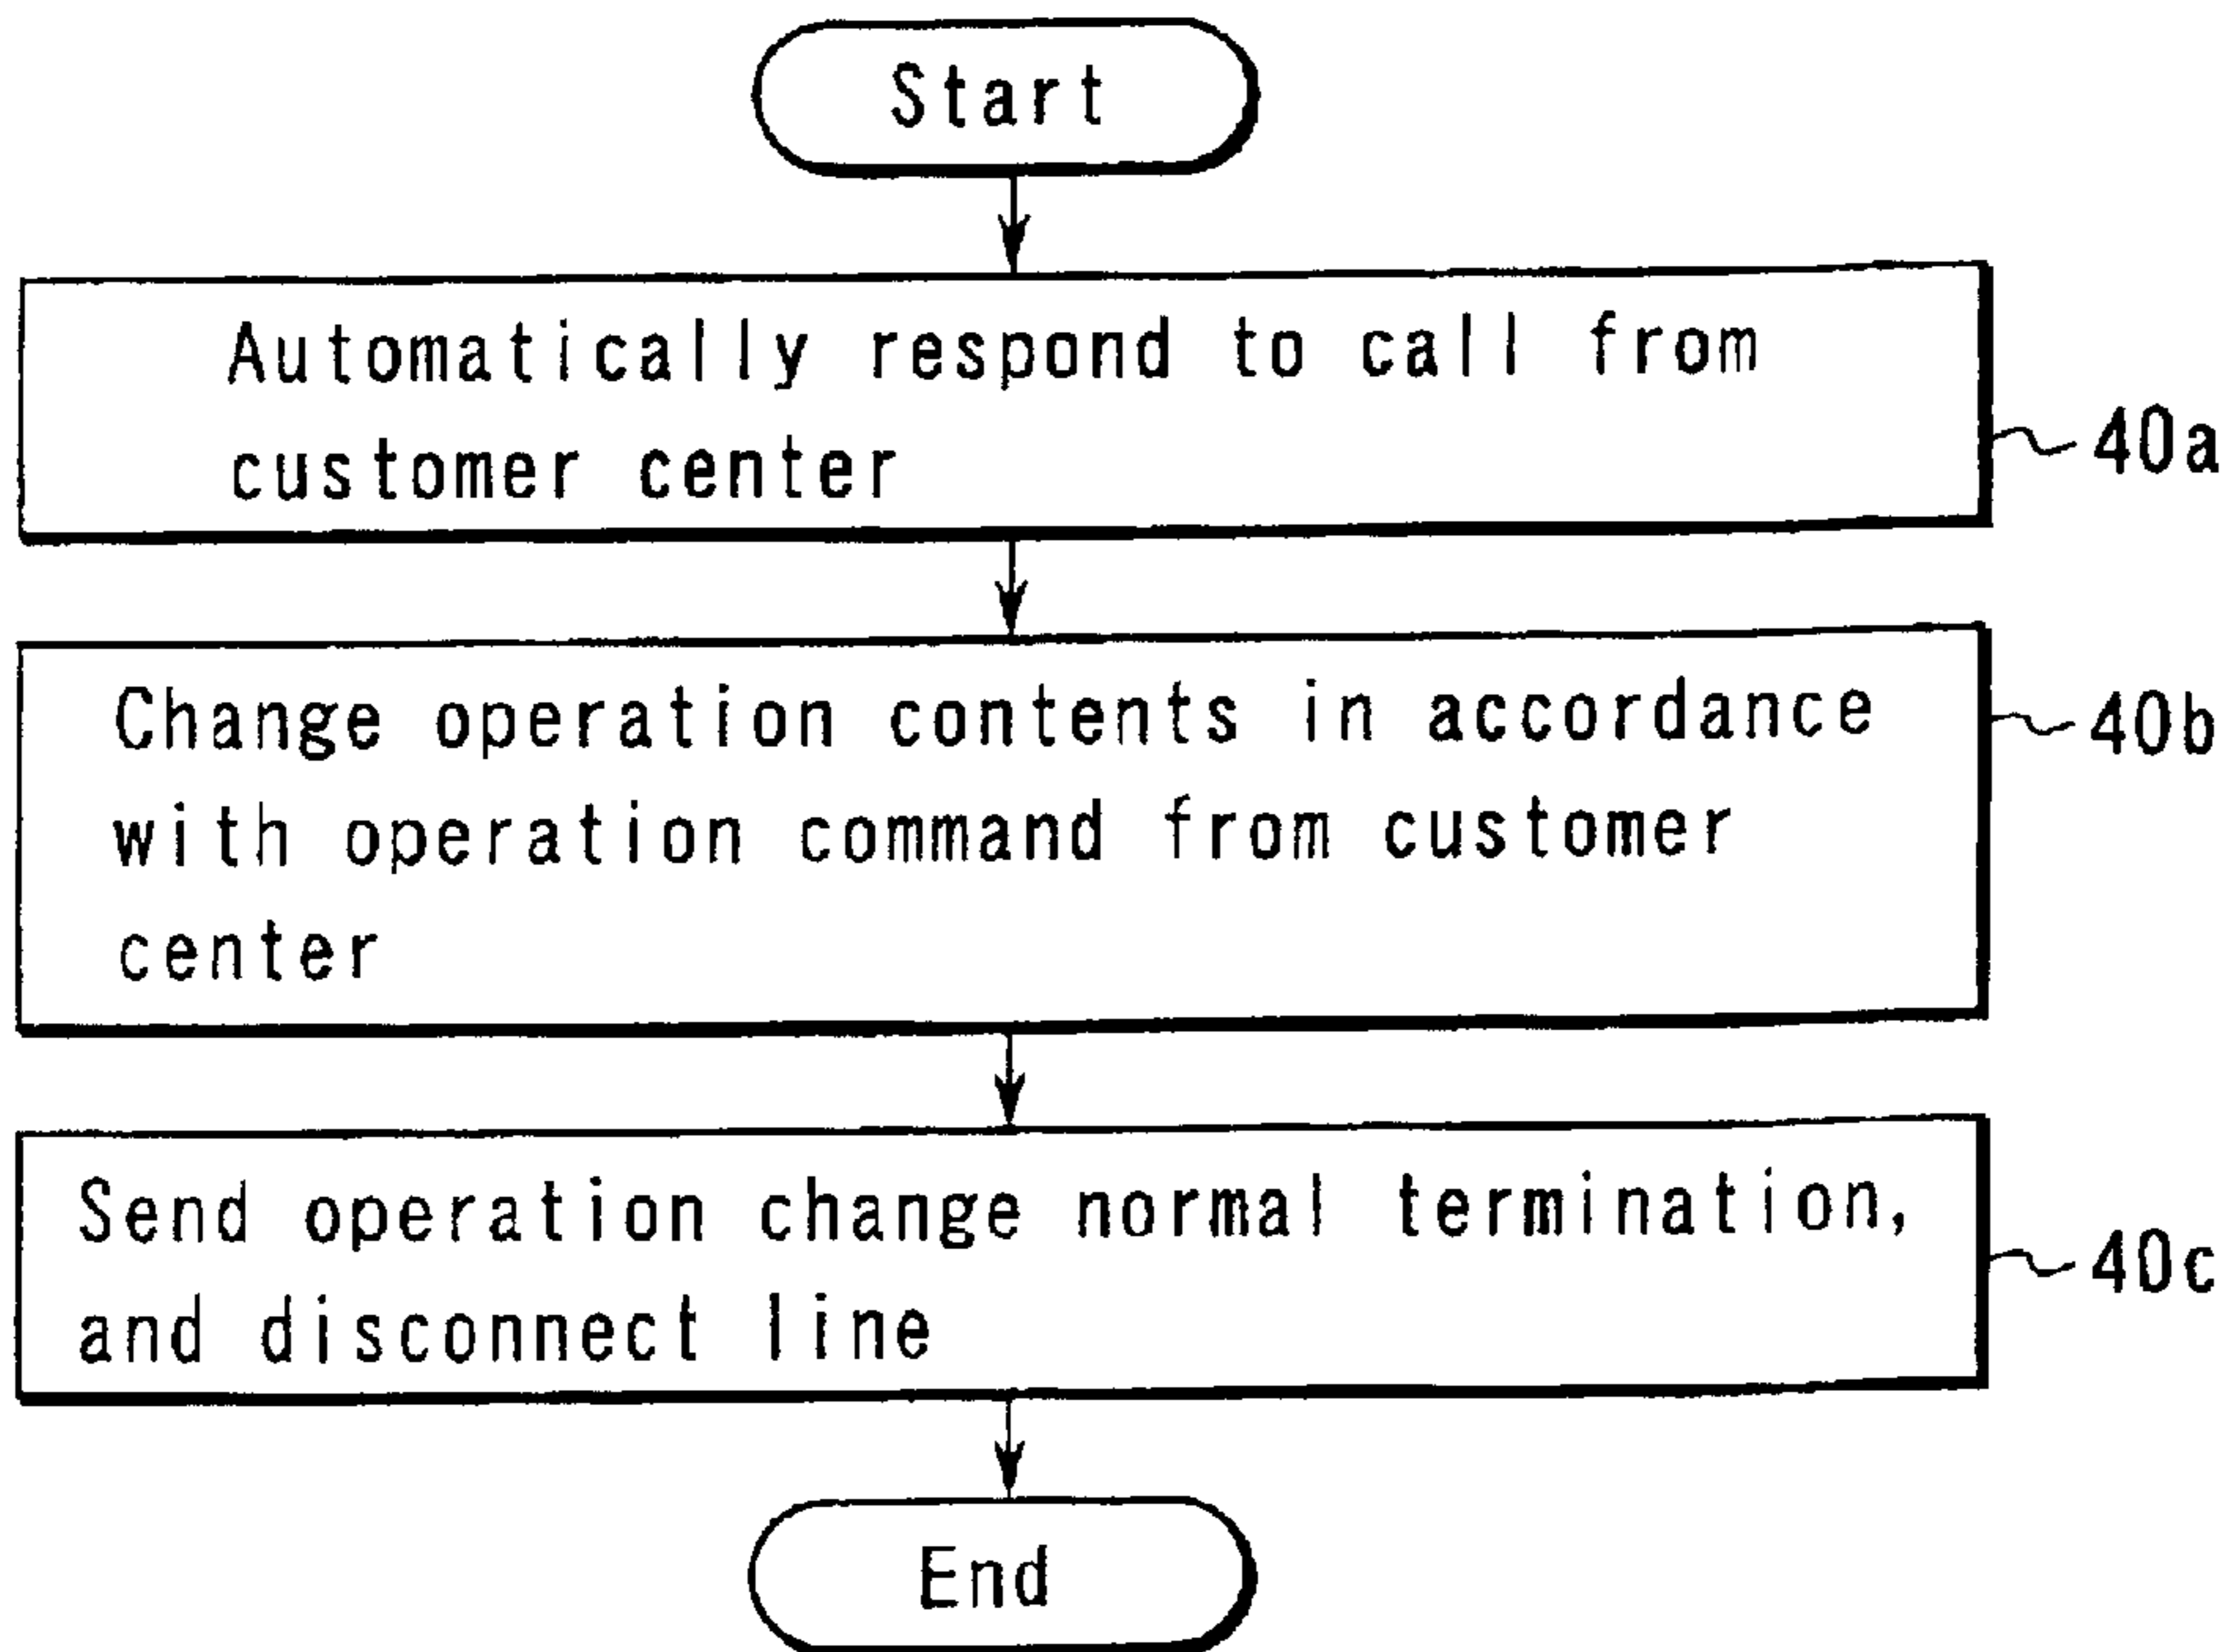 Start
Automatically respond to call from
customer center
40a
Change operation contents in accordance
40b
with operation command from customer
center
Send operation change normal termination,
40c
and disconnect line
End